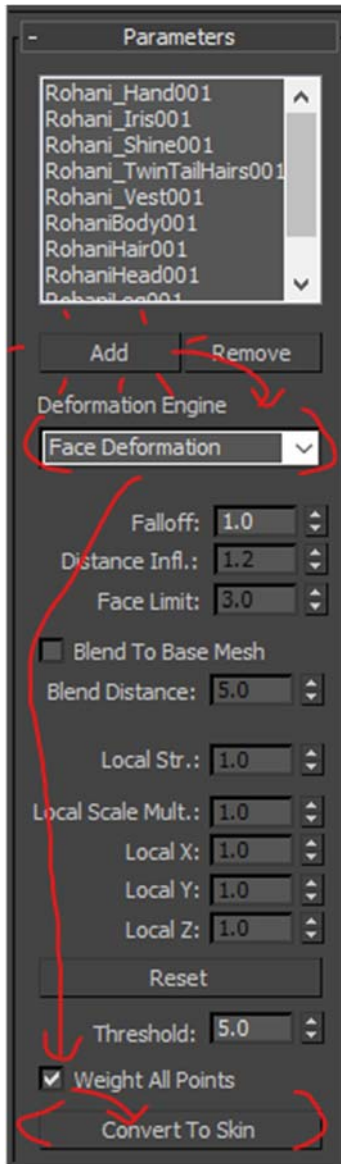 - Parameters
Rohani_Hand001
Rohani_Iris001
Rohani_Shine001
Rohani_TwinTailHairs001
Rohani_Vest001
RohaniBody001
RohaniHair001
RohaniHead001
RohaniLeg001
Add Remove
Deformation Engine
Face Deformation
Falloff: 1.0
Distance Infl.: 1.2
Face Limit: 3.0
Blend To Base Mesh
Blend Distance: 5.0
Local Str.: 1.0
Local Scale Mult.: 1.0
Local X: 1.0
Local Y: 1.0
Local Z: 1.0
Reset
Threshold: 5.0
Weight All Points
Convert To Skin